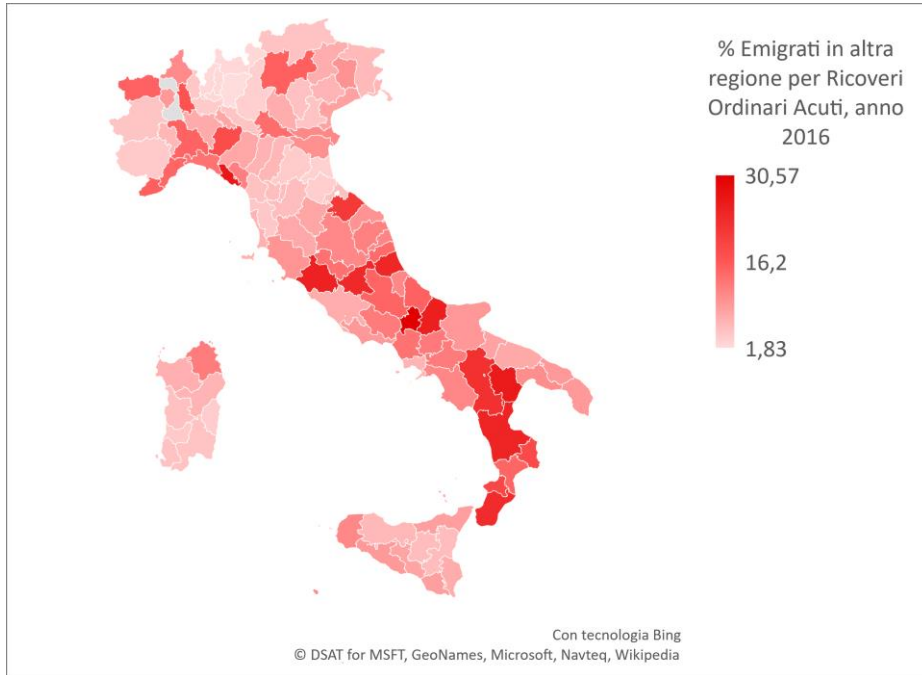 % Emigrati in altra
regione per Ricoveri
Ordinari Acuti, anno
2016
30,57
16,2
1,83
Con tecnologia Bing
© DSAT for MSFT, GeoNames, Microsoft, Navteq, Wikipedia